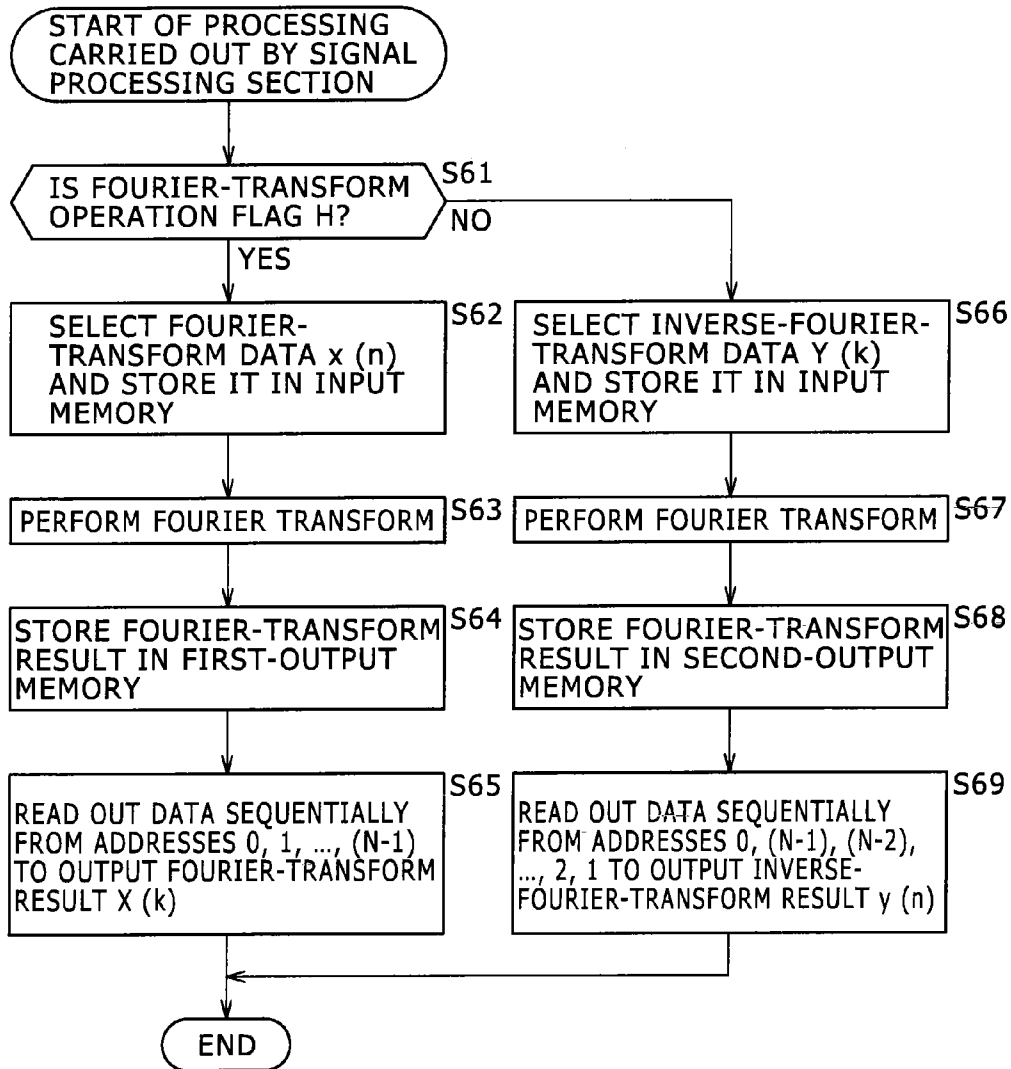 START OF PROCESSING
CARRIED OUT BY SIGNAL
PROCESSING SECTION
IS FOURIER-TRANSFORM
OPERATION FLAG H?
S61
NO
YES
SELECT FOURIER-
TRANSFORM DATA x (n)
AND STORE IT IN INPUT
MEMORY
S62
SELECT INVERSE-FOURIER-
TRANSFORM DATA Y (k)
AND STORE IT IN INPUT
MEMORY
S66
PERFORM FOURIER TRANSFORM
S63
PERFORM FOURIER TRANSFORM
S67
STORE FOURIER-TRANSFORM
RESULT IN FIRST-OUTPUT
MEMORY
S64
STORE FOURIER-TRANSFORM
RESULT IN SECOND-OUTPUT
MEMORY
S68
READ OUT DATA SEQUENTIALLY
FROM ADDRESSES 0, 1, ..., (N-1)
TO OUTPUT FOURIER-TRANSFORM
RESULT X (k)
S65
READ OUT DATA SEQUENTIALLY
FROM ADDRESSES 0, (N-1), (N-2),
..., 2, 1 TO OUTPUT INVERSE-
FOURIER-TRANSFORM RESULT y (n)
S69
END